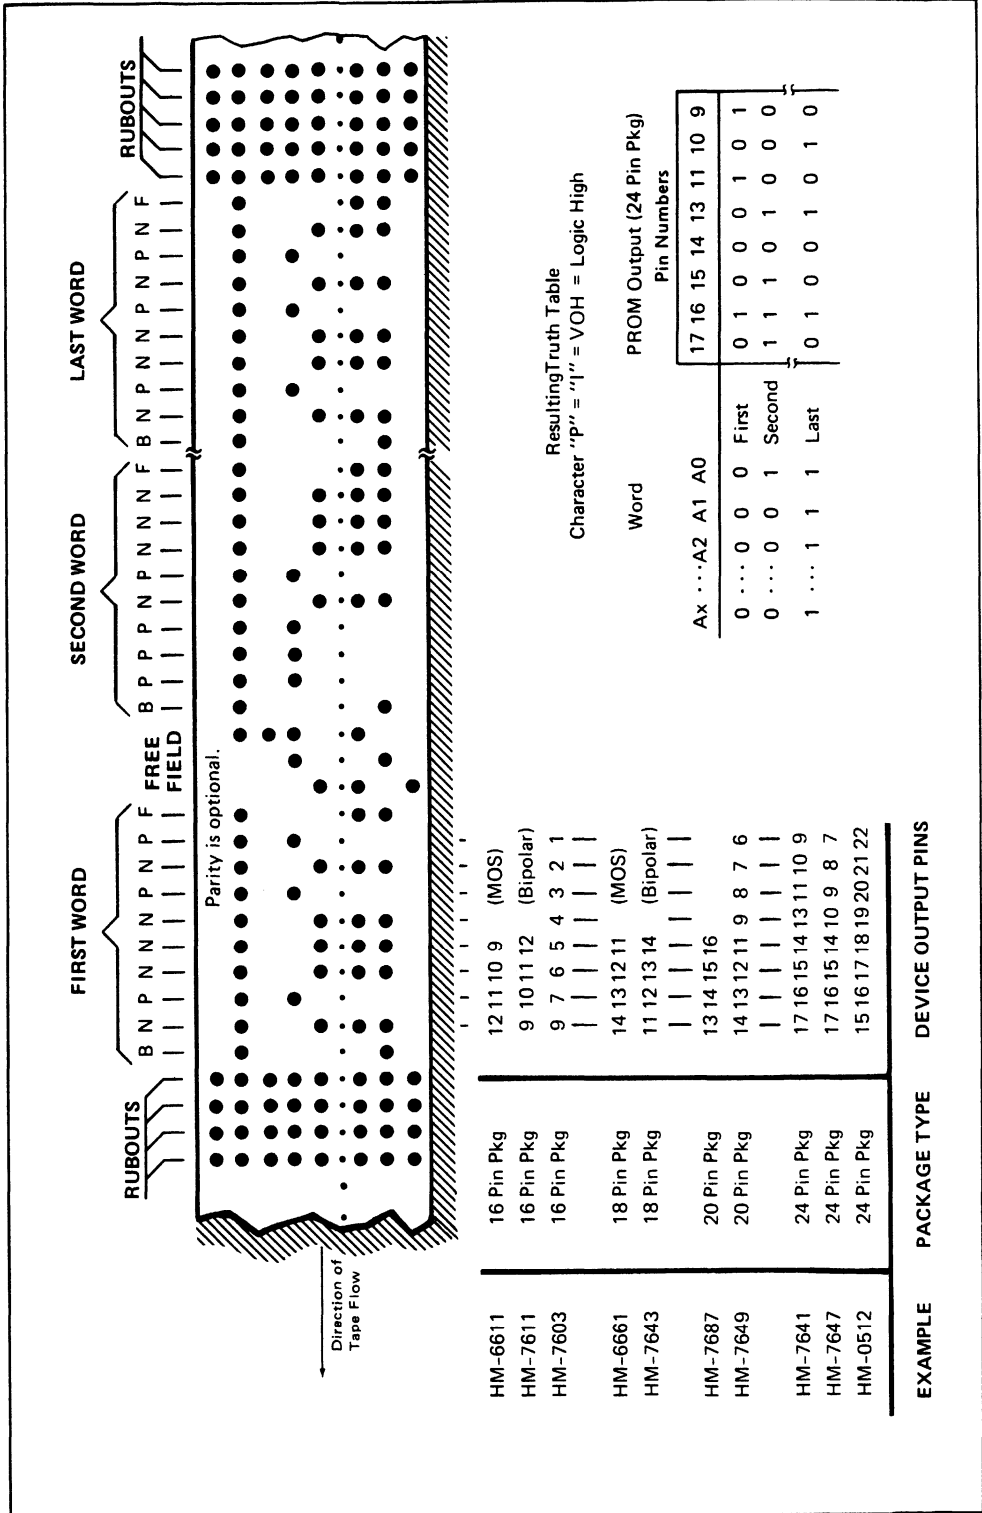 RUBOUTS FIRST WORD FREE FIELD SECOND WORD LAST WORD RUBOUTS
B N P N N N P N P F B P P P N P N N N F B N P N N P N P N F
Parity is optional.
Direction of
Tape Flow
HM-6611 16 Pin Pkg 12 11 10 9 (MOS)
HM-7611 16 Pin Pkg 9 10 11 12 (Bipolar)
HM-7603 16 Pin Pkg 9 7 6 5 4 3 2 1
HM-6661 18 Pin Pkg 14 13 12 11 (MOS)
HM-7643 18 Pin Pkg 11 12 13 14 (Bipolar)
HM-7687 20 Pin Pkg 13 14 15 16
HM-7649 20 Pin Pkg 14 13 12 11 9 8 7 6
HM-7641 24 Pin Pkg 17 16 15 14 13 11 10 9
HM-7647 24 Pin Pkg 17 16 15 14 10 9 8 7
HM-0512 24 Pin Pkg 15 16 17 18 19 20 21 22
EXAMPLE PACKAGE TYPE DEVICE OUTPUT PINS
ResultingTruth Table
Character "P" = "I" = VOH = Logic High
Word PROM Output (24 Pin Pkg)
Pin Numbers
Ax ··· A2 A1 A0 17 16 15 14 13 11 10 9
0 ··· 0 0 0 First 0 1 0 0 0 1 0 1
0 ··· 0 0 1 Second 1 1 1 0 1 0 0 0
1 ··· 1 1 1 Last 0 1 0 0 1 0 1 0